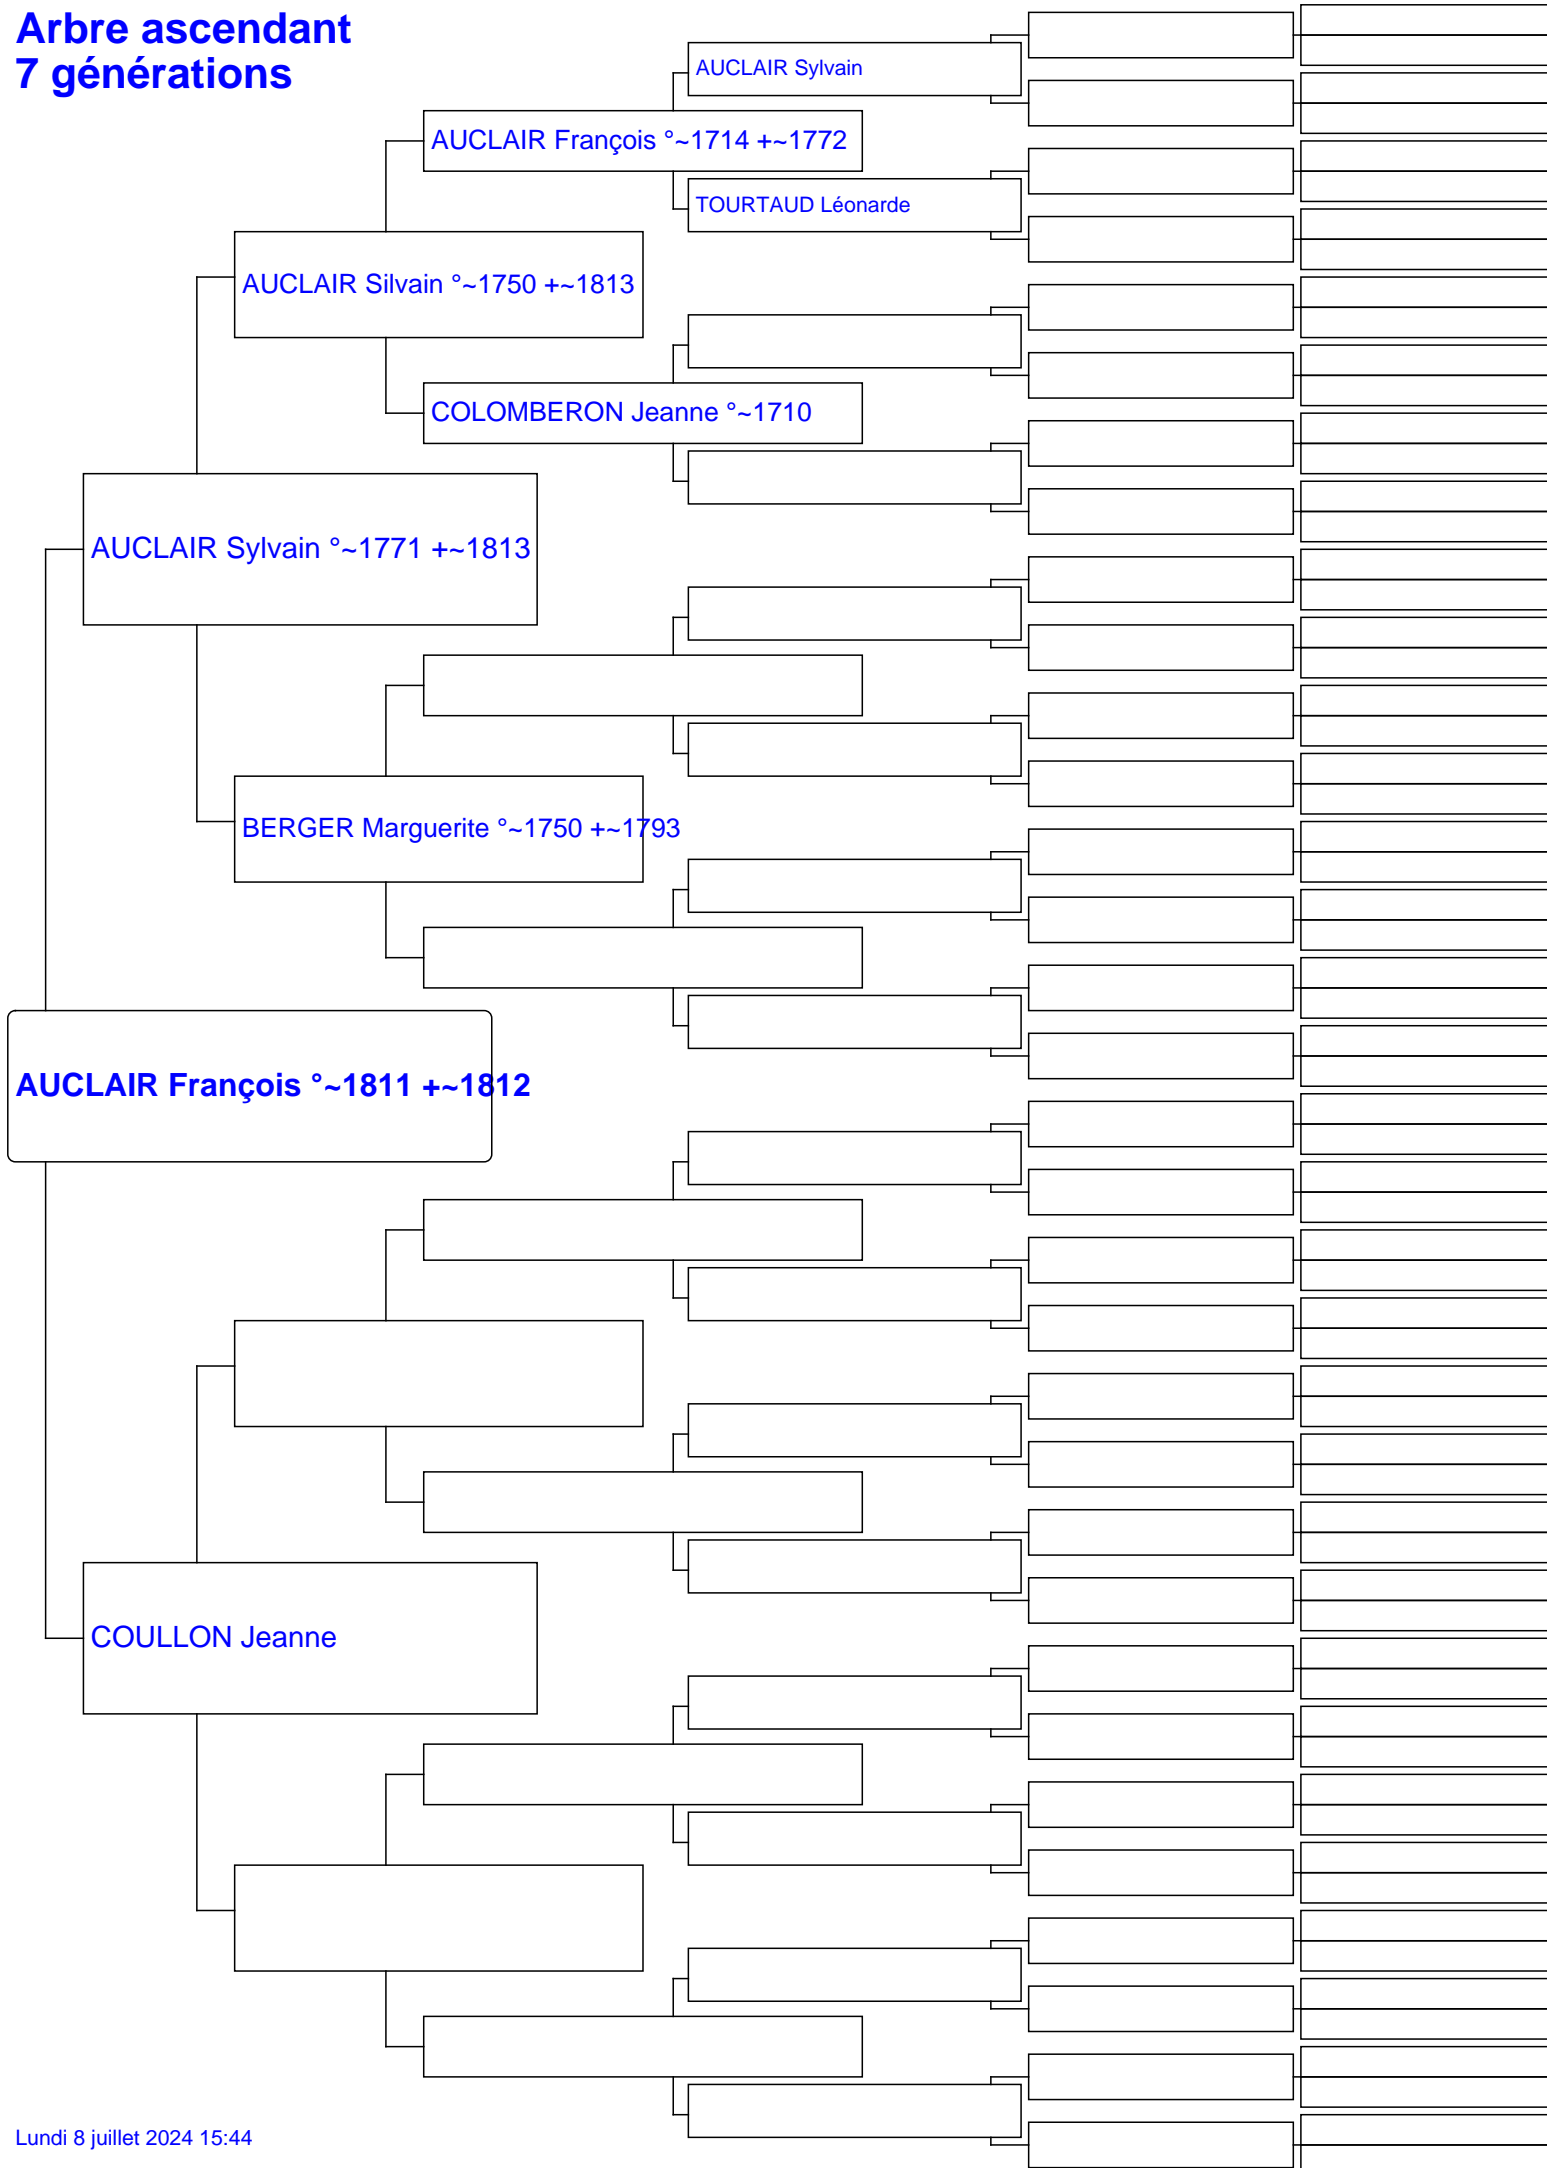 Arbre ascendant
7 générations
AUCLAIR Sylvain
AUCLAIR François °~1714 +~1772
TOURTAUD Léonarde
AUCLAIR Silvain °~1750 +~1813
COLOMBERON Jeanne °~1710
AUCLAIR Sylvain °~1771 +~1813
BERGER Marguerite °~1750 +~1793
AUCLAIR François °~1811 +~1812
COULLON Jeanne
Lundi 8 juillet 2024 15:44